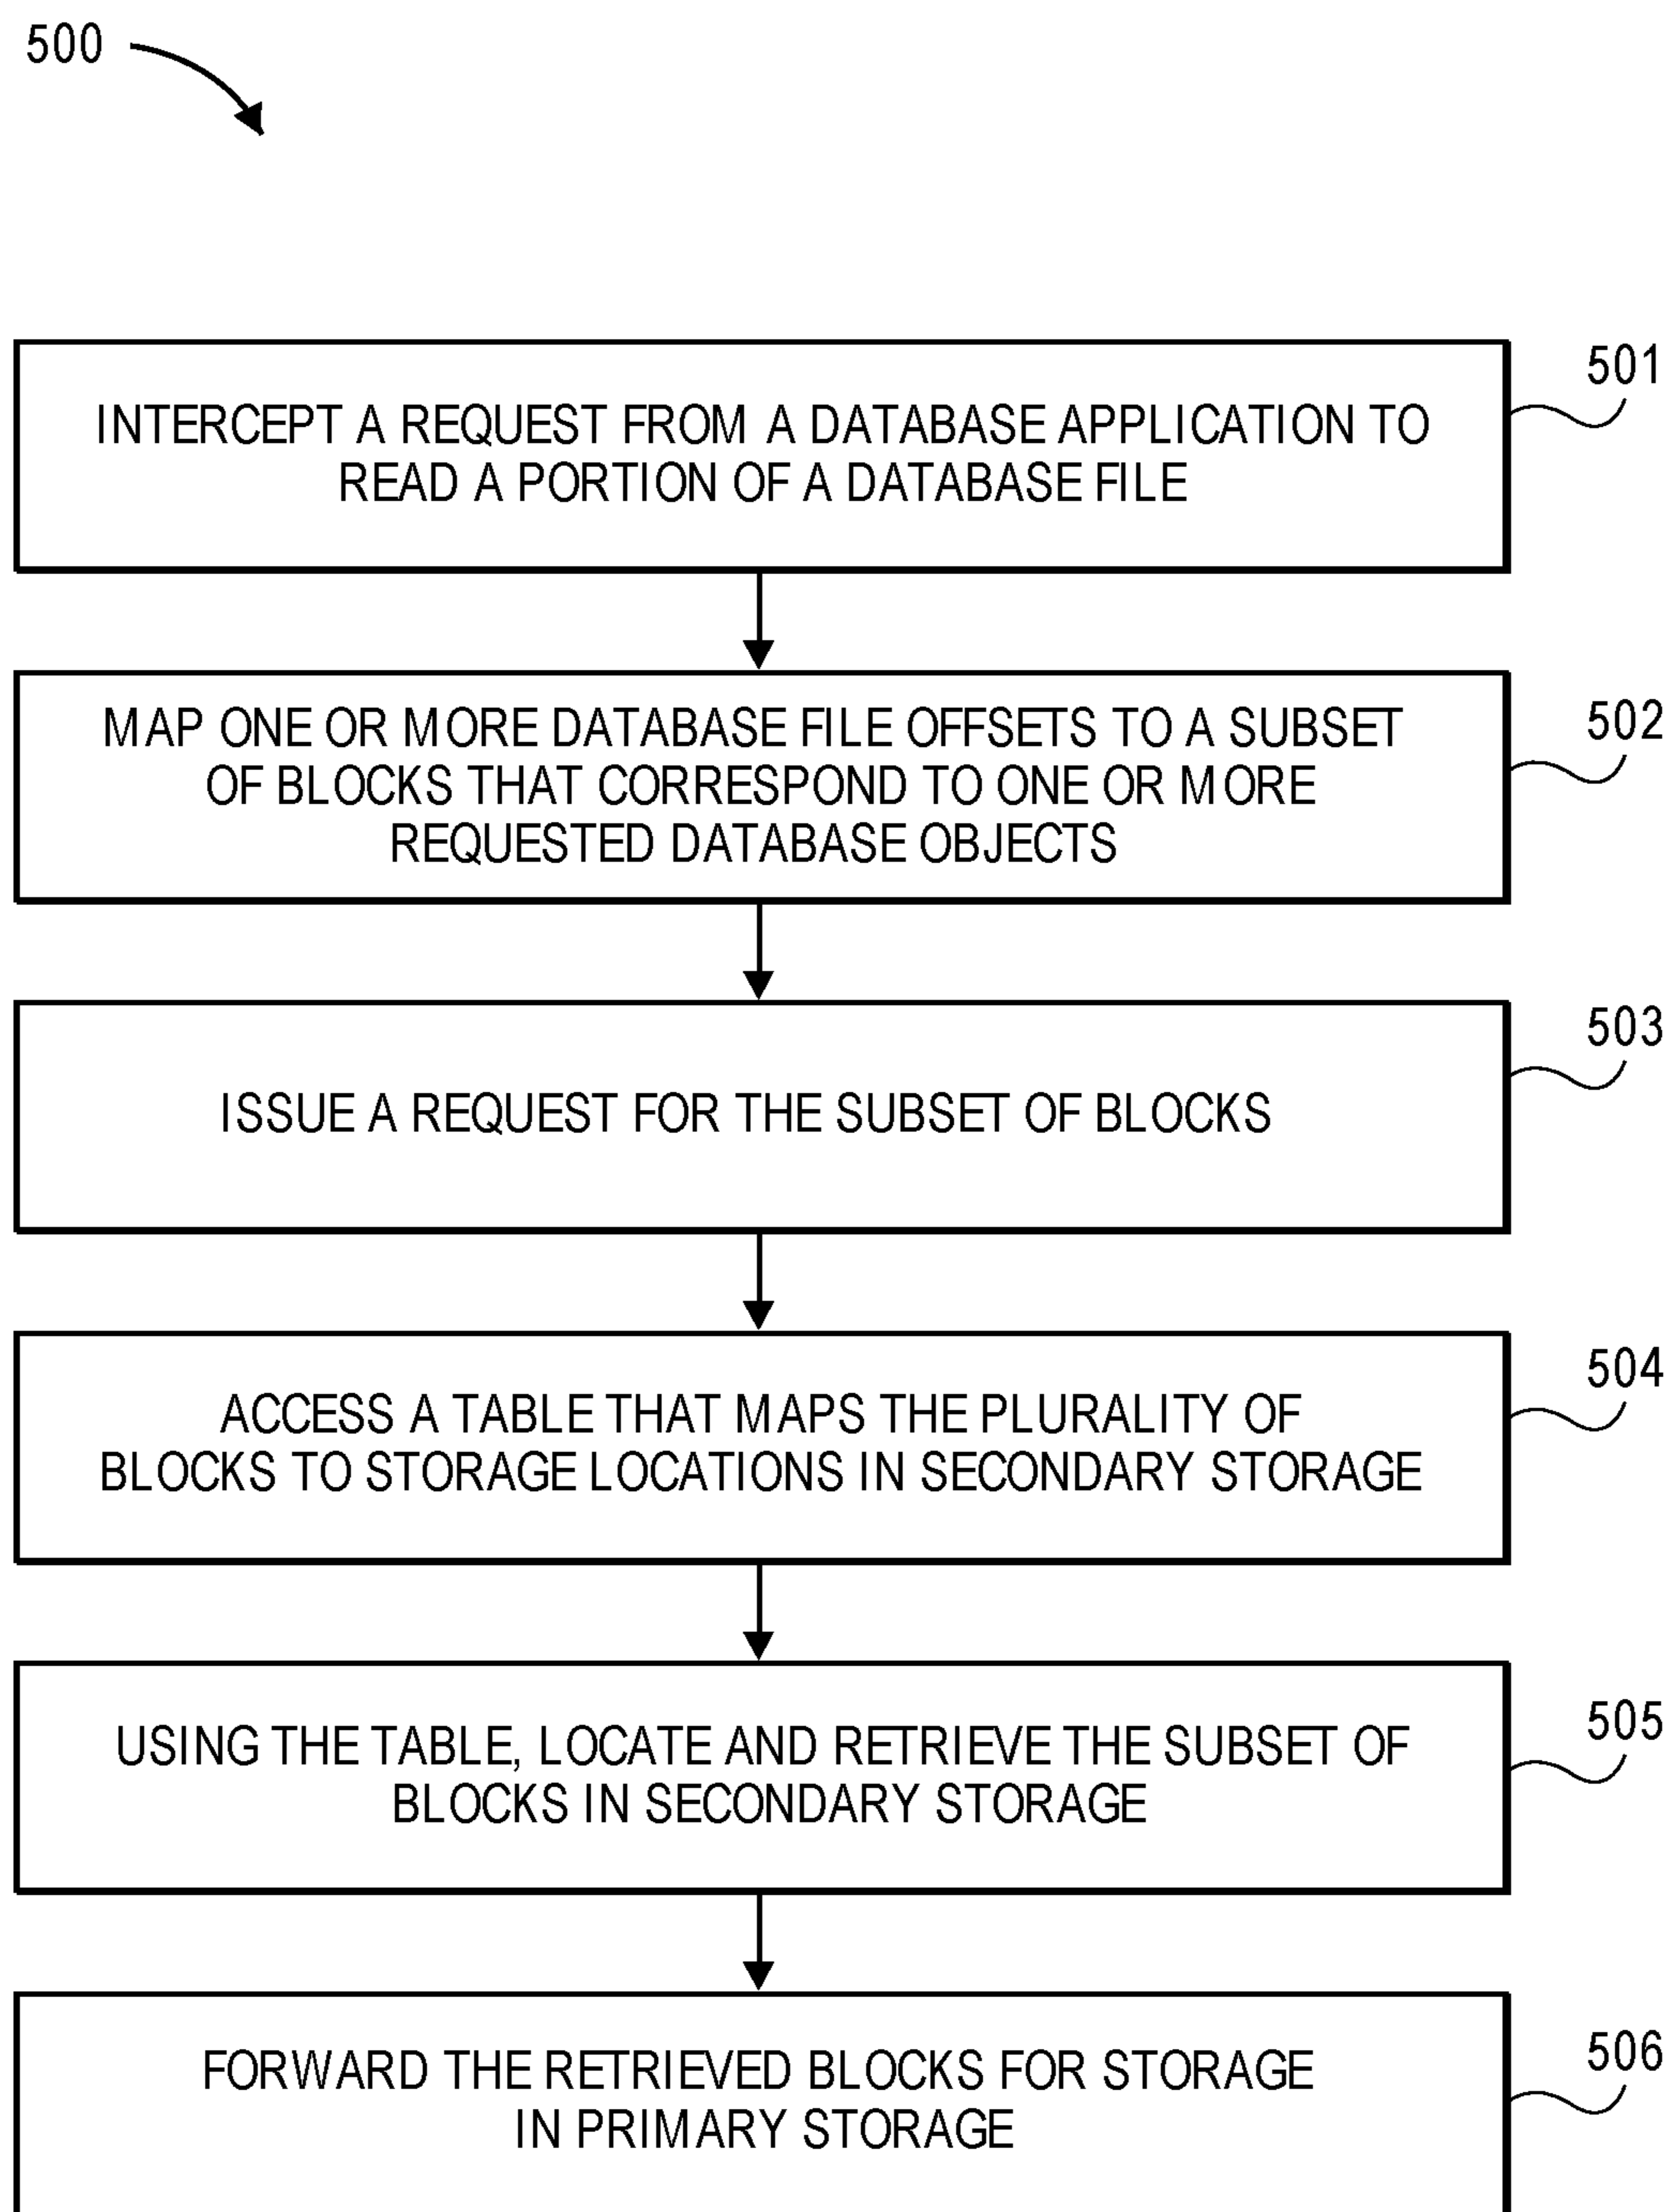 500
501
INTERCEPT A REQUEST FROM A DATABASE APPLICATION TO
READ A PORTION OF A DATABASE FILE
502
MAP ONE OR MORE DATABASE FILE OFFSETS TO A SUBSET
OF BLOCKS THAT CORRESPOND TO ONE OR MORE
REQUESTED DATABASE OBJECTS
503
ISSUE A REQUEST FOR THE SUBSET OF BLOCKS
504
ACCESS A TABLE THAT MAPS THE PLURALITY OF
BLOCKS TO STORAGE LOCATIONS IN SECONDARY STORAGE
505
USING THE TABLE, LOCATE AND RETRIEVE THE SUBSET OF
BLOCKS IN SECONDARY STORAGE
506
FORWARD THE RETRIEVED BLOCKS FOR STORAGE
IN PRIMARY STORAGE